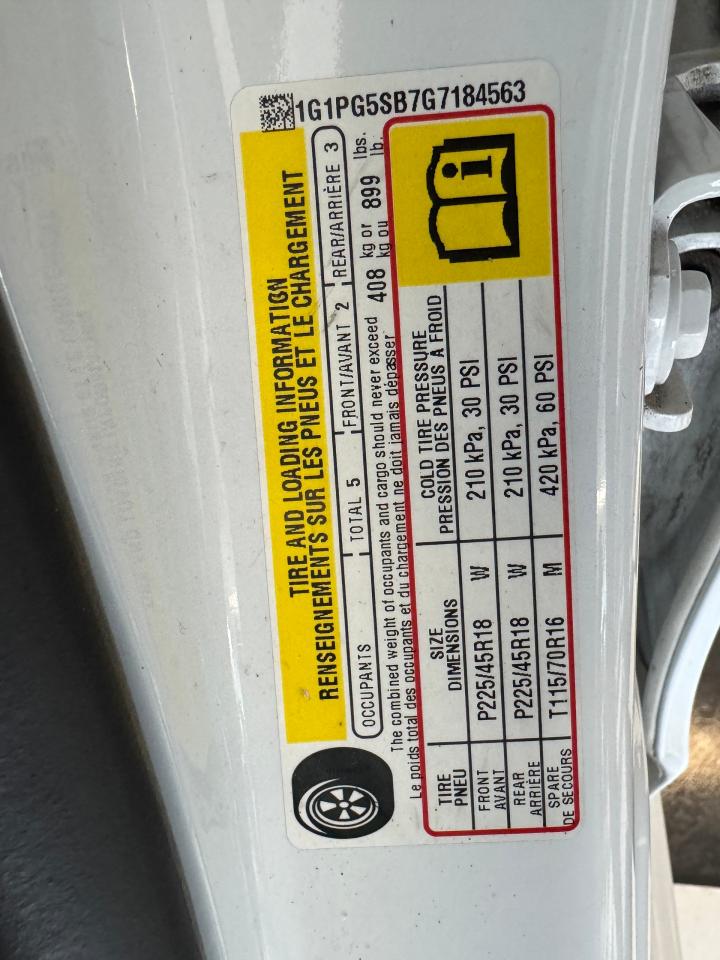 1G1PG5SB7G7184563
TIRE AND LOADING INFORMATION
RENSEIGNEMENTS SUR LES PNEUS ET LE CHARGEMENT
OCCUPANTS TOTAL 5 FRONT/AVANT 2 REAR/ARRIÈRE 3
The combined weight of occupants and cargo should never exceed 408 kg or 899 lbs.
Le poids total des occupants et du chargement ne doit jamais dépasser kg ou lb.
TIRE SIZE COLD TIRE PRESSURE
PNEU DIMENSIONS PRESSION DES PNEUS À FROID
FRONT P225/45R18 W 210 kPa, 30 PSI
AVANT
REAR P225/45R18 W 210 kPa, 30 PSI
ARRIÈRE
SPARE T115/70R16 M 420 kPa, 60 PSI
DE SECOURS